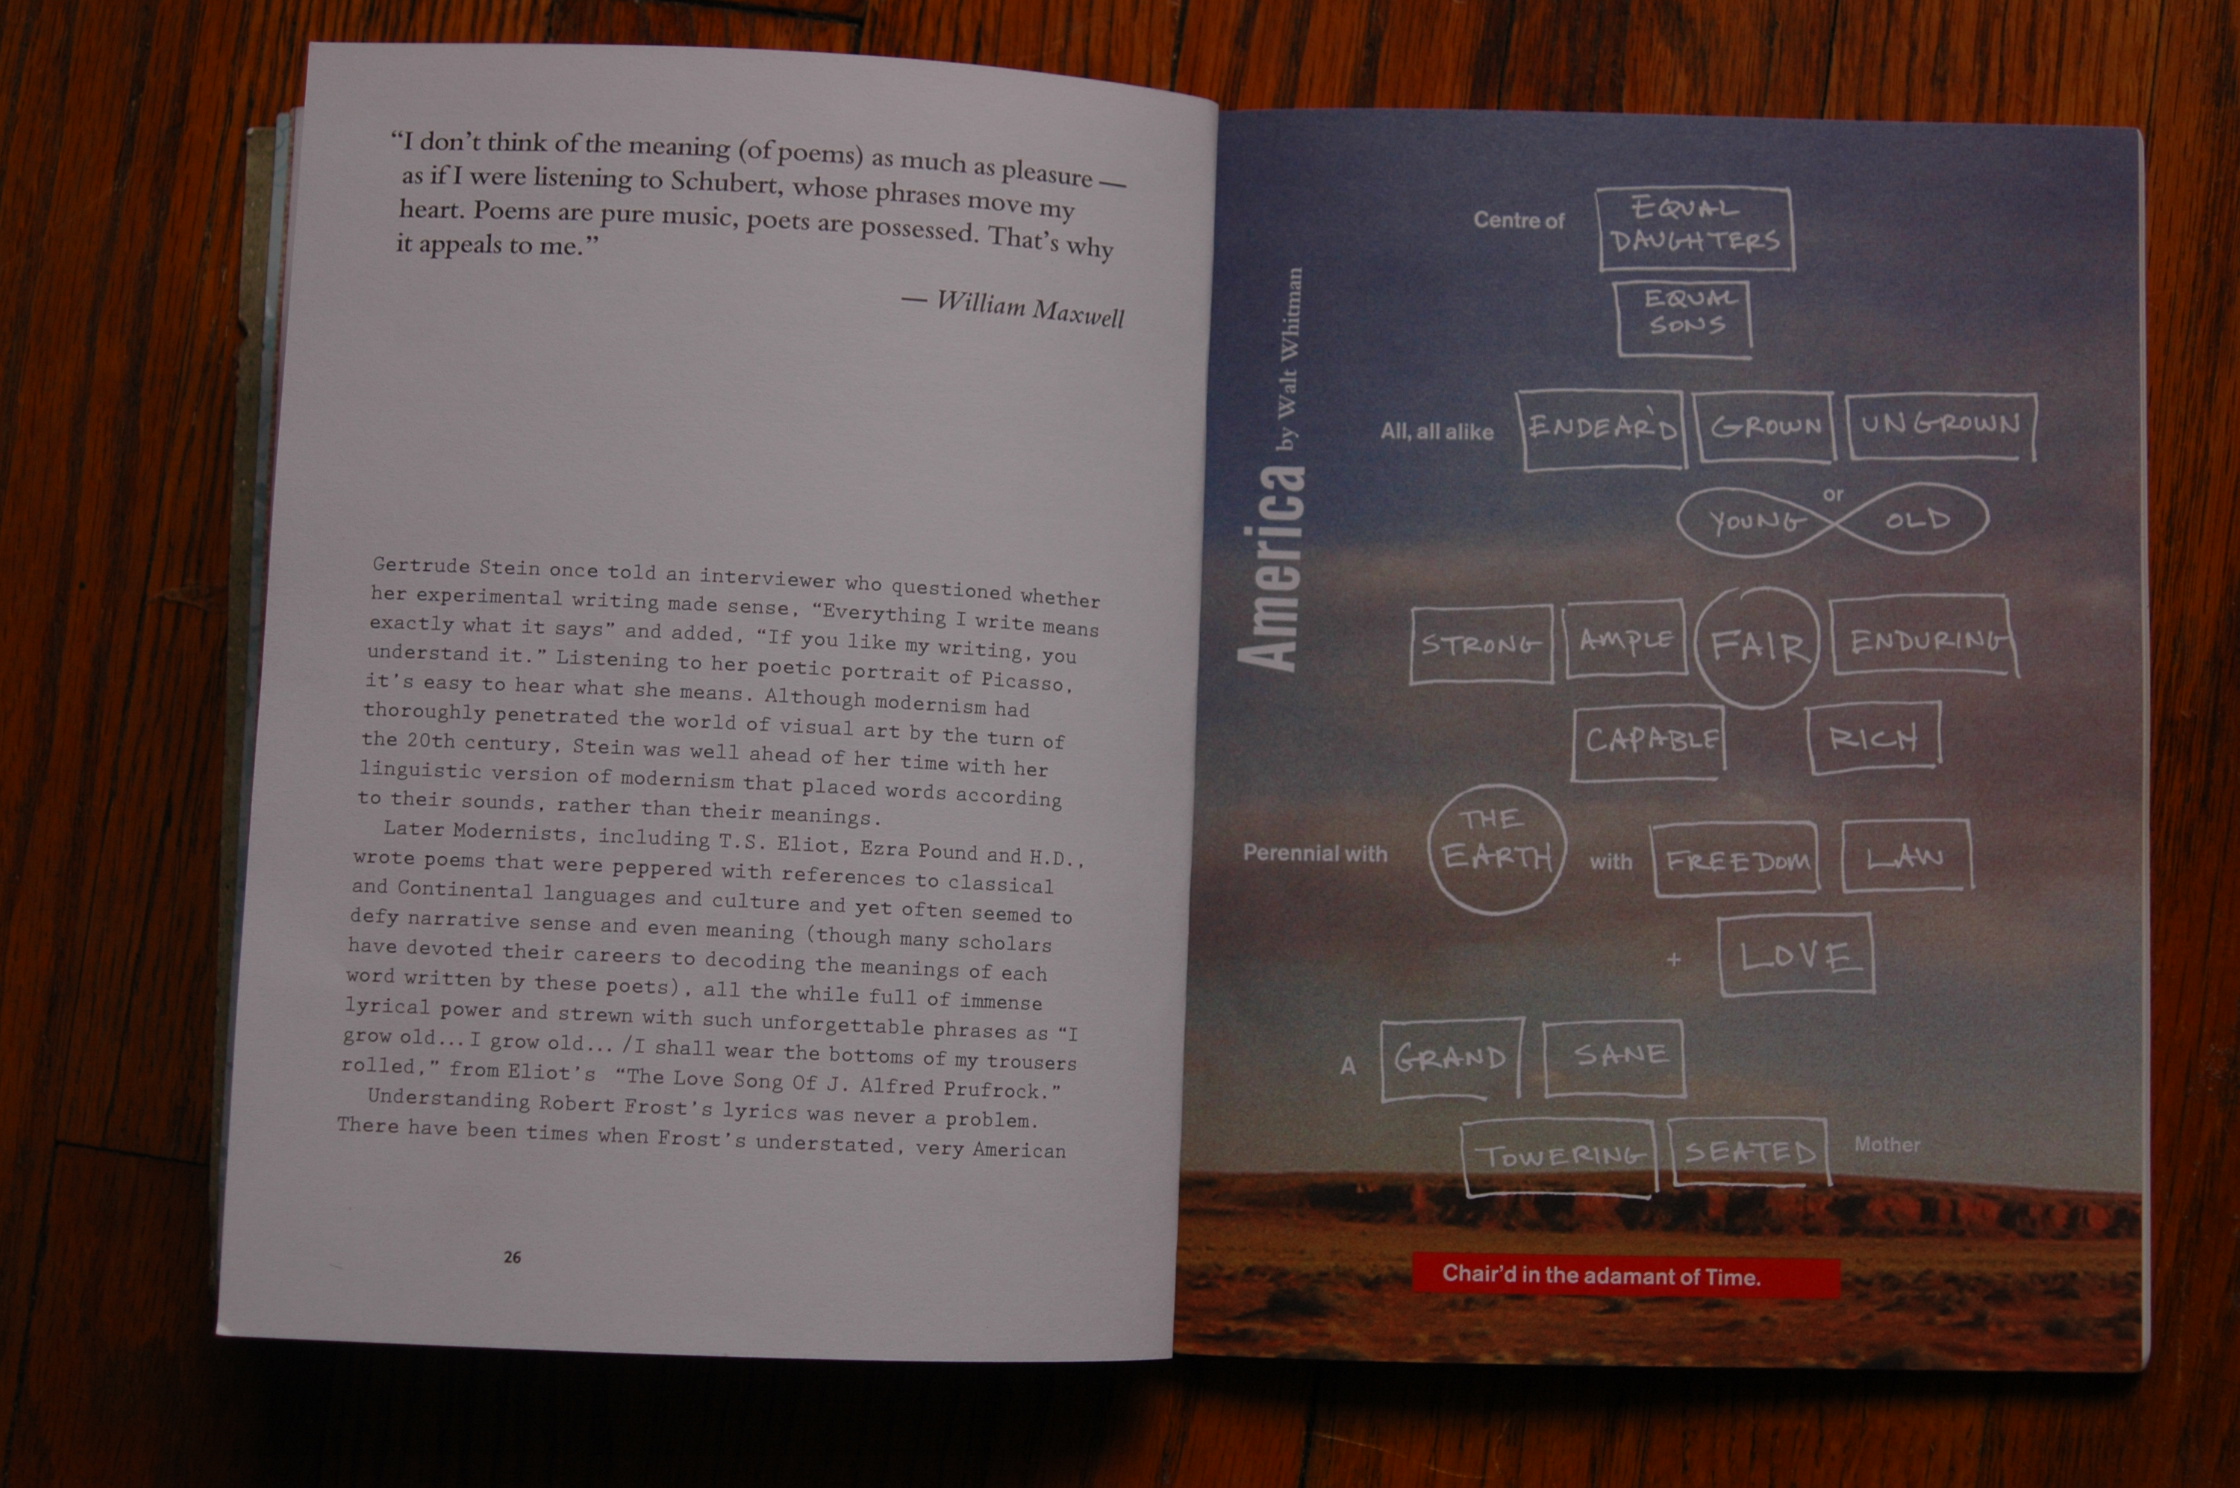 “I don’t think of the meaning (of poems) as much as pleasure —
as if I were listening to Schubert, whose phrases move my
heart. Poems are pure music, poets are possessed. That’s why
it appeals to me.”
— William Maxwell
Gertrude Stein once told an interviewer who questioned whether
her experimental writing made sense, “Everything I write means
exactly what it says” and added, “If you like my writing, you
understand it.” Listening to her poetic portrait of Picasso,
it’s easy to hear what she means. Although modernism had
thoroughly penetrated the world of visual art by the turn of
the 20th century, Stein was well ahead of her time with her
linguistic version of modernism that placed words according
to their sounds, rather than their meanings.
Later Modernists, including T.S. Eliot, Ezra Pound and H.D.,
wrote poems that were peppered with references to classical
and Continental languages and culture and yet often seemed to
defy narrative sense and even meaning (though many scholars
have devoted their careers to decoding the meanings of each
word written by these poets), all the while full of immense
lyrical power and strewn with such unforgettable phrases as “I
grow old... I grow old... /I shall wear the bottoms of my trousers
rolled,” from Eliot’s “The Love Song Of J. Alfred Prufrock.”
Understanding Robert Frost’s lyrics was never a problem.
There have been times when Frost’s understated, very American
26
America by Walt Whitman
Centre of EQUAL
DAUGHTERS
EQUAL
SONS
All, all alike ENDEAR'D GROWN UNGROWN
YOUNG or OLD
STRONG AMPLE FAIR ENDURING
CAPABLE RICH
Perennial with THE
EARTH with FREEDOM LAW
+ LOVE
A GRAND SANE
TOWERING SEATED Mother
Chair’d in the adamant of Time.